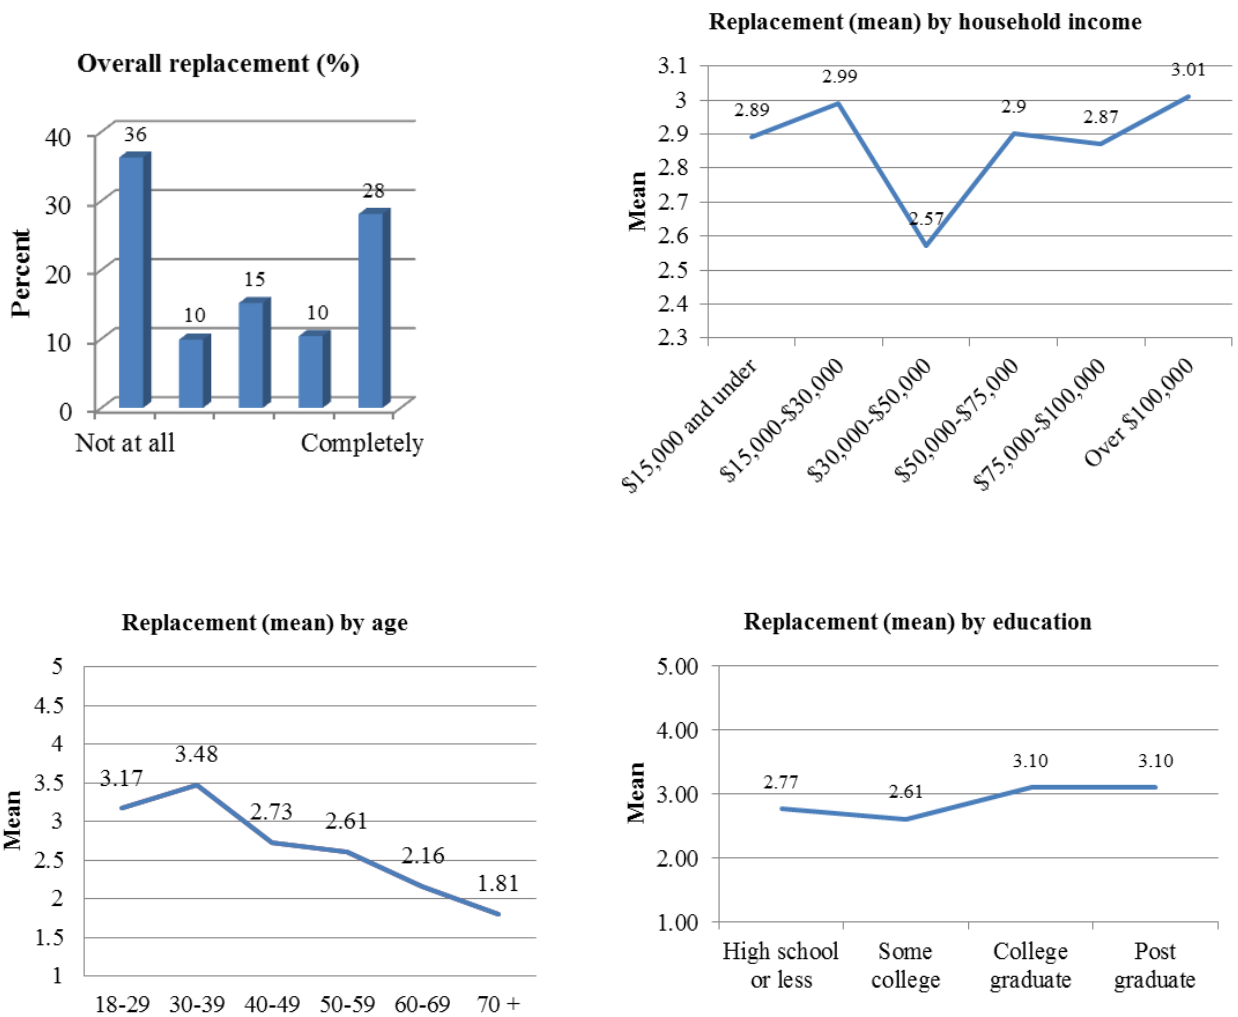 Overall replacement (%)
Percent
40
30
20
10
0
36
10
15
10
28
Not at all
Completely
Replacement (mean) by household income
Mean
3.1
3
2.9
2.8
2.7
2.6
2.5
2.4
2.3
2.89
2.99
2.57
2.9
2.87
3.01
$15,000 and under
$15,000-$30,000
$30,000-$50,000
$50,000-$75,000
$75,000-$100,000
Over $100,000
Replacement (mean) by age
Mean
5
4.5
4
3.5
3
2.5
2
1.5
1
3.17
3.48
2.73
2.61
2.16
1.81
18-29
30-39
40-49
50-59
60-69
70 +
Replacement (mean) by education
Mean
5.00
4.00
3.00
2.00
1.00
2.77
2.61
3.10
3.10
High school
or less
Some
college
College
graduate
Post
graduate